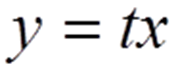 y = tx